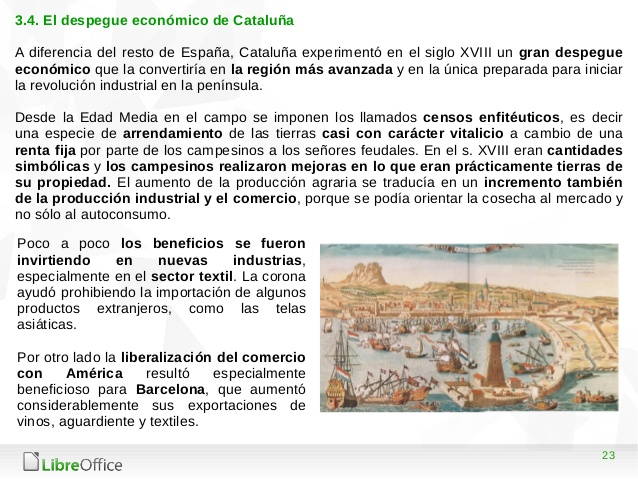 3.4. El despegue económico de Cataluña
A diferencia del resto de España, Cataluña experimentó en el siglo XVIII un gran despegue
económico que la convertiría en la región más avanzada y en la única preparada para iniciar
la revolución industrial en la península.
Desde la Edad Media en el campo se imponen los llamados censos enfitéuticos, es decir
una especie de arrendamiento de las tierras casi con carácter vitalicio a cambio de una
renta fija por parte de los campesinos a los señores feudales. En el s. XVIII eran cantidades
simbólicas y los campesinos realizaron mejoras en lo que eran prácticamente tierras de
su propiedad. El aumento de la producción agraria se traducía en un incremento también
de la producción industrial y el comercio, porque se podía orientar la cosecha al mercado y
no sólo al autoconsumo.
Poco a poco los beneficios se fueron
invirtiendo en nuevas industrias,
especialmente en el sector textil. La corona
ayudó prohibiendo la importación de algunos
productos extranjeros, como las telas
asiáticas.
Por otro lado la liberalización del comercio
con América resultó especialmente
beneficioso para Barcelona, que aumentó
considerablemente sus exportaciones de
vinos, aguardiente y textiles.
23
LibreOffice